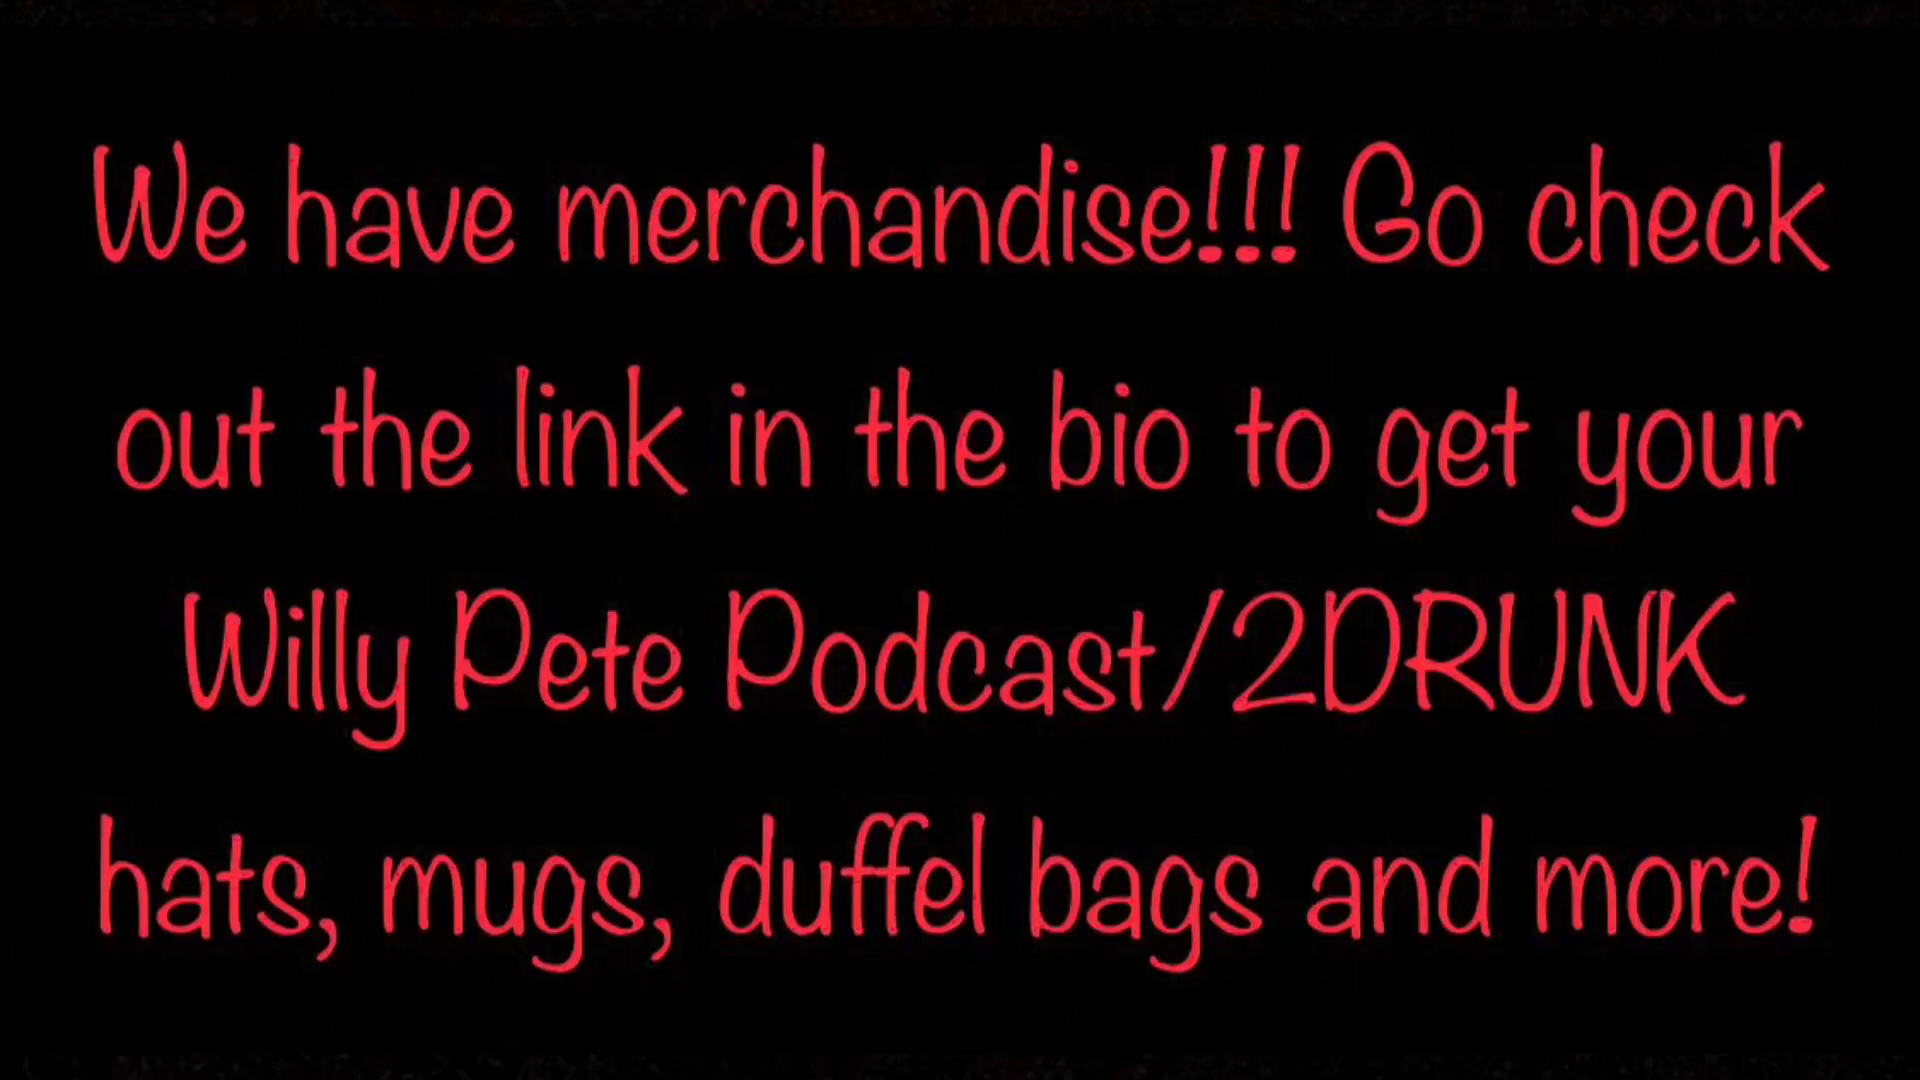 We have merchandise!!! Go check
out the link in the bio to get your
Willy Pete Podcast/2DRUNK
hats, mugs, duffel bags and more!